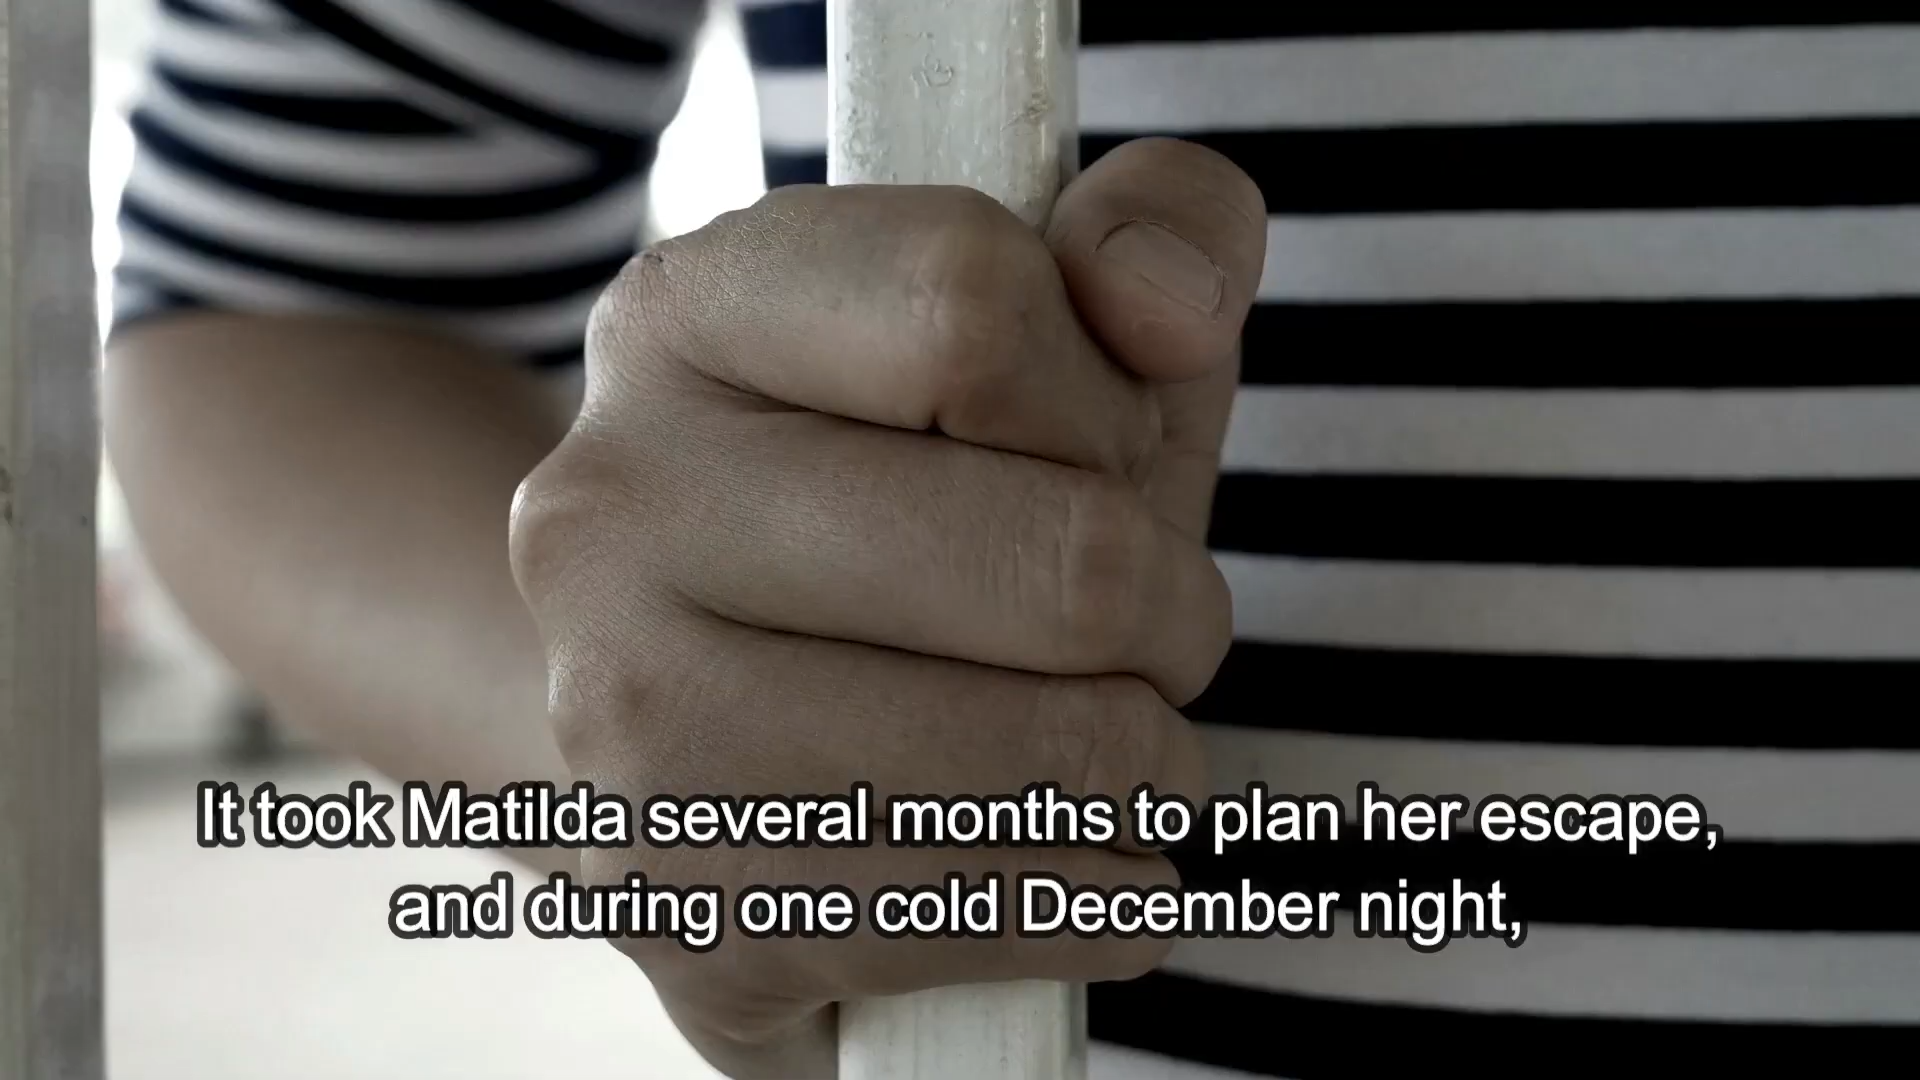 It took Matilda several months to plan her escape,
and during one cold December night,